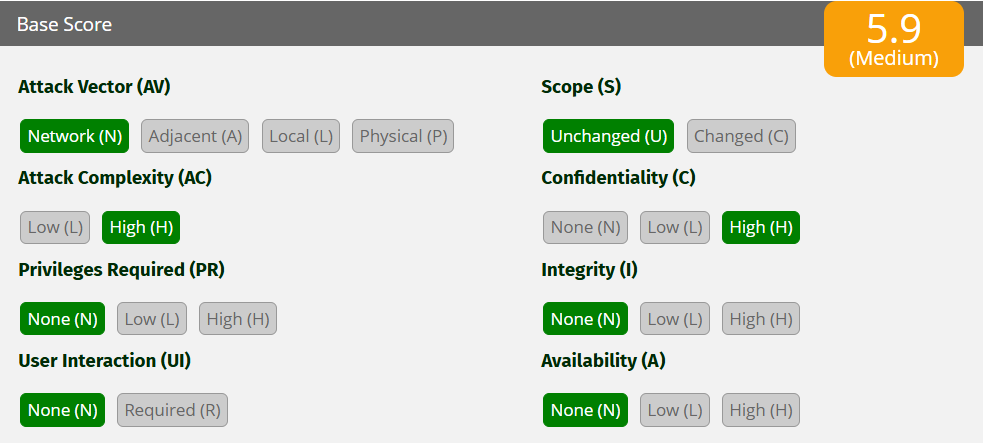 Base Score
5.9
(Medium)
Attack Vector (AV)
Network (N) Adjacent (A) Local (L) Physical (P)
Attack Complexity (AC)
Low (L) High (H)
Privileges Required (PR)
None (N) Low (L) High (H)
User Interaction (UI)
None (N) Required (R)
Scope (S)
Unchanged (U) Changed (C)
Confidentiality (C)
None (N) Low (L) High (H)
Integrity (I)
None (N) Low (L) High (H)
Availability (A)
None (N) Low (L) High (H)